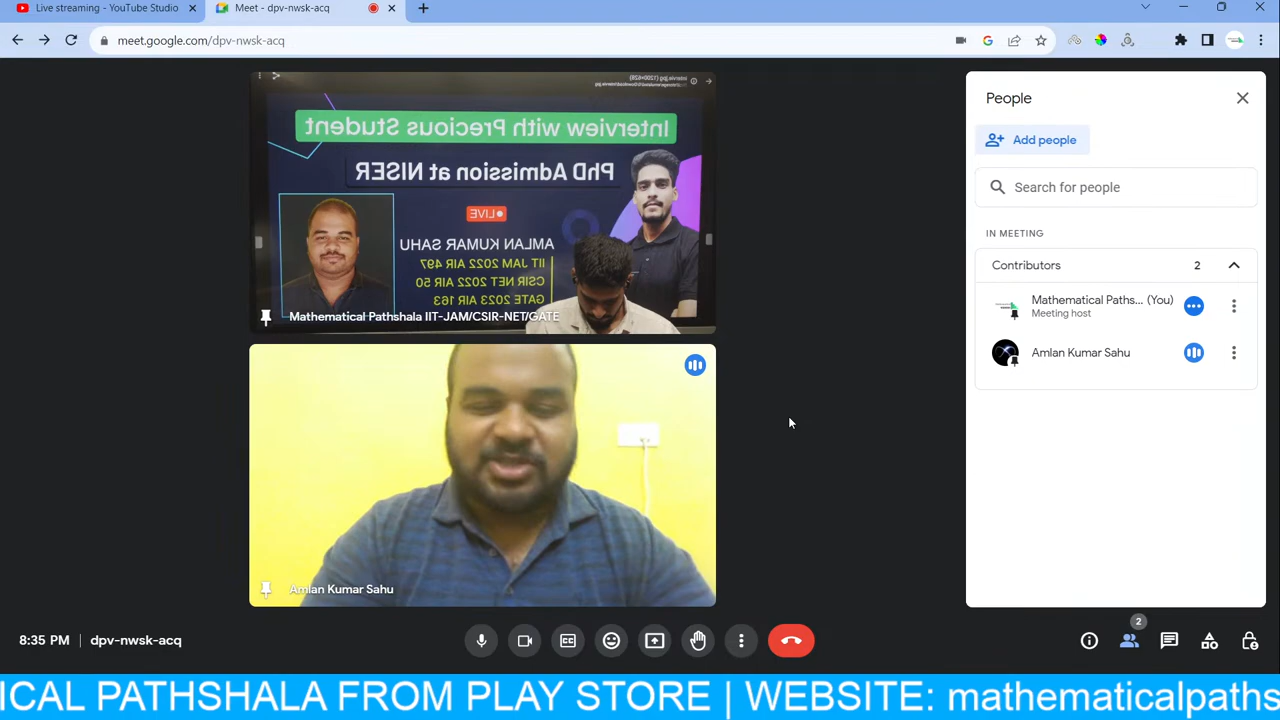 Live streaming - YouTube Studio
Meet - dpv-nwsk-acq
meet.google.com/dpv-nwsk-acq
Interview with Precious Student
PhD Admission at NISER
LIVE
AMLAN KUMAR SAHU
IIT JAM 2022 AIR 497
CSIR NET 2022 AIR 50
GATE 2023 AIR 163
Mathematical Pathshala IIT-JAM/CSIR-NET/GATE
Amlan Kumar Sahu
People
Add people
Search for people
IN MEETING
Contributors 2
Mathematical Paths... (You)
Meeting host
Amlan Kumar Sahu
8:35 PM | dpv-nwsk-acq
2
ICAL PATHSHALA FROM PLAY STORE | WEBSITE: mathematicalpaths